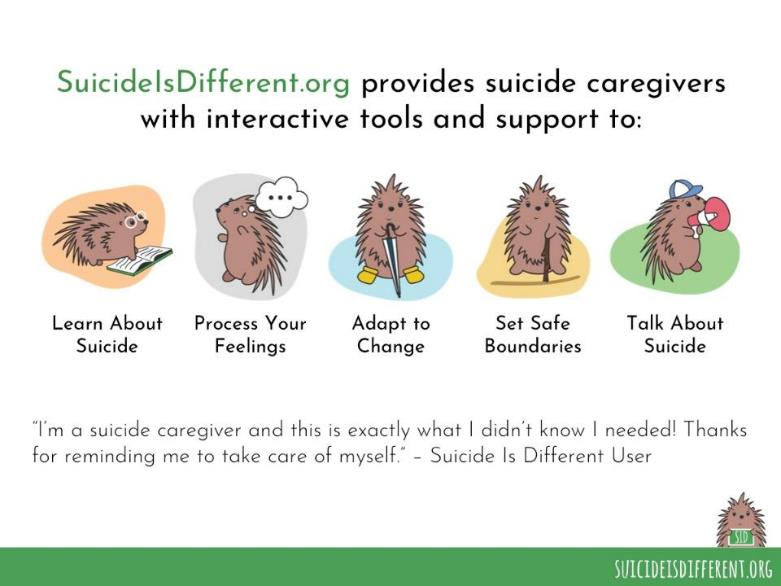 SuicideIsDifferent.org provides suicide caregivers
with interactive tools and support to:
Learn About
Suicide
Process Your
Feelings
Adapt to
Change
Set Safe
Boundaries
Talk About
Suicide
“I’m a suicide caregiver and this is exactly what I didn’t know I needed! Thanks
for reminding me to take care of myself.” – Suicide Is Different User
SID
SUICIDEISDIFFERENT.ORG